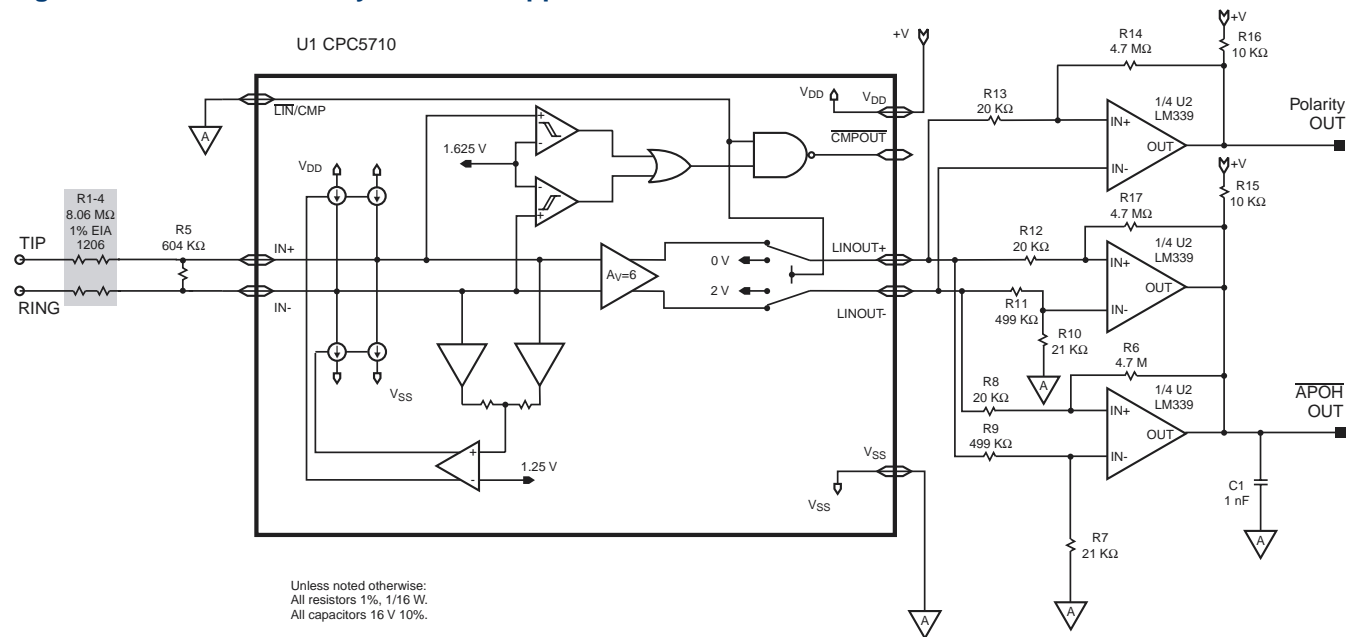 U1 CPC5710
LIN/CMP
A
1.625 V
+
-
-
+
VDD
VDD
VDD
+V
CMPOUT
R1-4
8.06 MΩ
1% EIA
1206
TIP
RING
R5
604 KΩ
IN+
IN-
AV=6
0 V
2 V
LINOUT+
LINOUT-
VSS
+
-
1.25 V
VSS
VSS
A
R13
20 KΩ
R14
4.7 MΩ
+V
R16
10 KΩ
IN+
IN-
OUT
1/4 U2
LM339
Polarity
OUT
+V
R15
10 KΩ
R17
4.7 MΩ
R12
20 KΩ
IN+
IN-
OUT
1/4 U2
LM339
R11
499 KΩ
R10
21 KΩ
A
R6
4.7 M
R8
20 KΩ
R9
499 KΩ
IN+
IN-
OUT
1/4 U2
LM339
APOH
OUT
C1
1 nF
A
R7
21 KΩ
A
Unless noted otherwise:
All resistors 1%, 1/16 W.
All capacitors 16 V 10%.